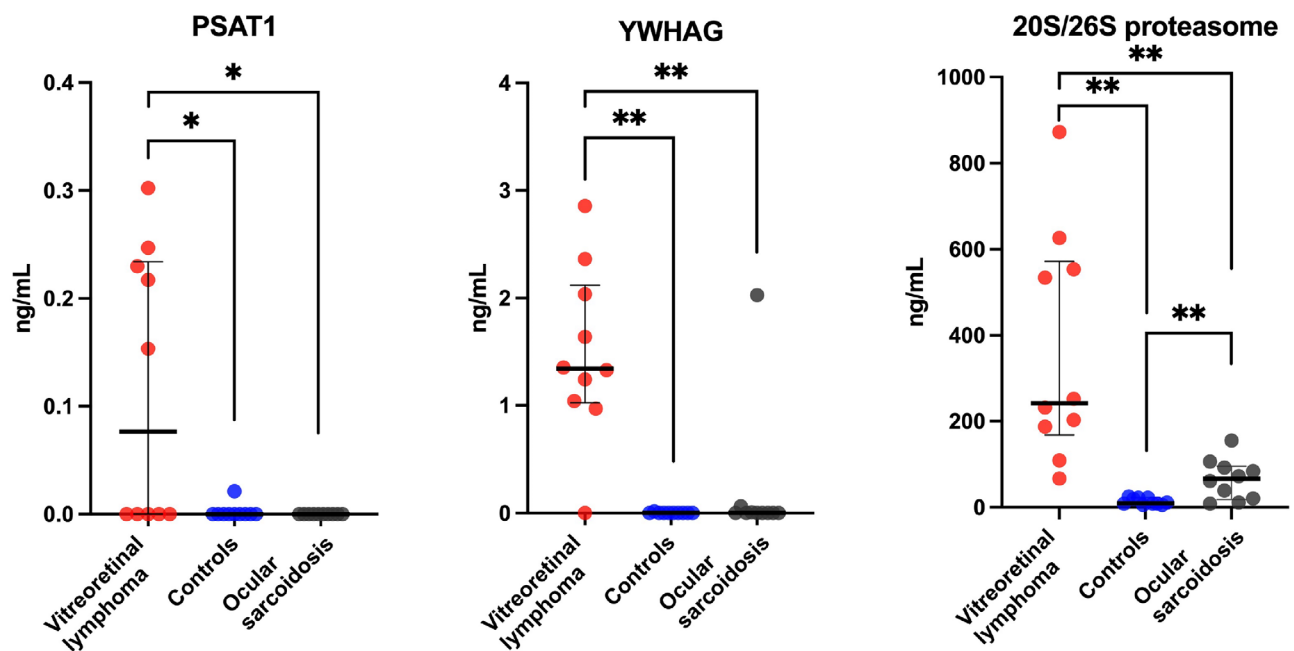 PSAT1
0.4
0.3
0.2
0.1
0.0
ng/mL
*
*
Vitreoretinal
lymphoma
Controls
Ocular
sarcoidosis
YWHAG
4
3
2
1
0
ng/mL
**
**
Vitreoretinal
lymphoma
Controls
Ocular
sarcoidosis
20S/26S proteasome
1000
800
600
400
200
0
ng/mL
**
**
**
Vitreoretinal
lymphoma
Controls
Ocular
sarcoidosis